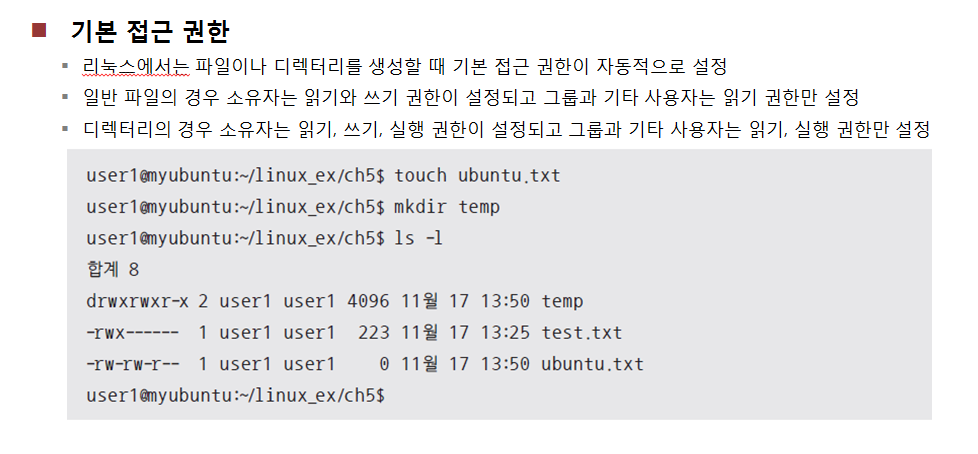 기본 접근 권한
리눅스에서는 파일이나 디렉터리를 생성할 때 기본 접근 권한이 자동적으로 설정
일반 파일의 경우 소유자는 읽기와 쓰기 권한이 설정되고 그룹과 기타 사용자는 읽기 권한만 설정
디렉터리의 경우 소유자는 읽기, 쓰기, 실행 권한이 설정되고 그룹과 기타 사용자는 읽기, 실행 권한만 설정
user1@myubuntu:~/linux_ex/ch5$ touch ubuntu.txt
user1@myubuntu:~/linux_ex/ch5$ mkdir temp
user1@myubuntu:~/linux_ex/ch5$ ls -l
합계 8
drwxrwxr-x 2 user1 user1 4096 11월 17 13:50 temp
-rwx------ 1 user1 user1 223 11월 17 13:25 test.txt
-rw-rw-r-- 1 user1 user1 0 11월 17 13:50 ubuntu.txt
user1@myubuntu:~/linux_ex/ch5$